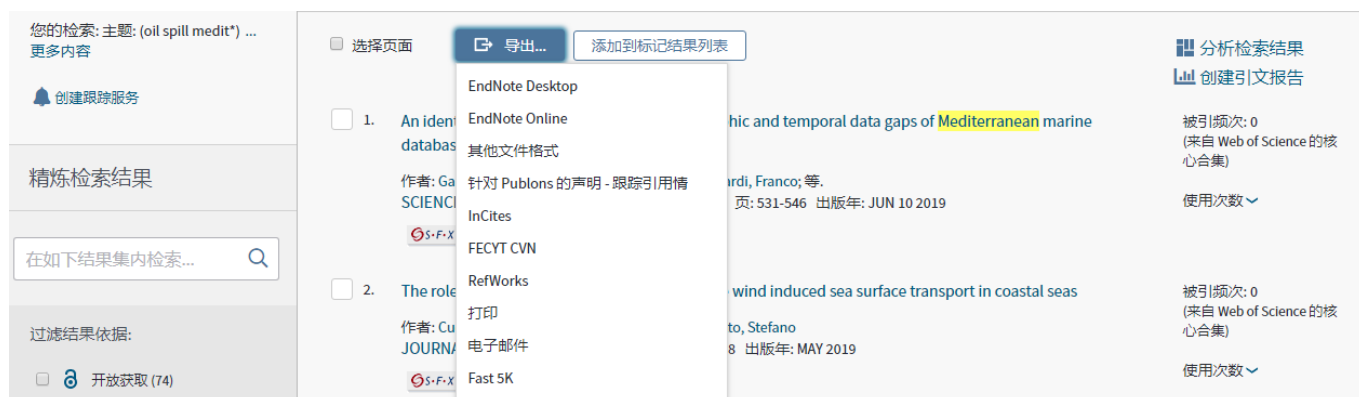 您的检索: 主题: (oil spill medit*) ...
更多内容
创建跟踪服务
精炼检索结果
在如下结果集内检索...
过滤结果依据:
开放获取 (74)
选择页面
导出...
添加到标记结果列表
EndNote Desktop
EndNote Online
其他文件格式
针对 Publons 的声明 - 跟踪引用情
InCites
FECYT CVN
RefWorks
打印
电子邮件
Fast 5K
分析检索结果
创建引文报告
1. An iden hic and temporal data gaps of Mediterranean marine
databas
作者: Ga rdi, Franco; 等.
SCIENC 页: 531-546 出版年: JUN 10 2019
S·F·X
被引频次: 0
(来自 Web of Science 的核
心合集)
使用次数
2. The role wind induced sea surface transport in coastal seas
作者: Cu to, Stefano
JOURNA 8 出版年: MAY 2019
S·F·X
被引频次: 0
(来自 Web of Science 的核
心合集)
使用次数